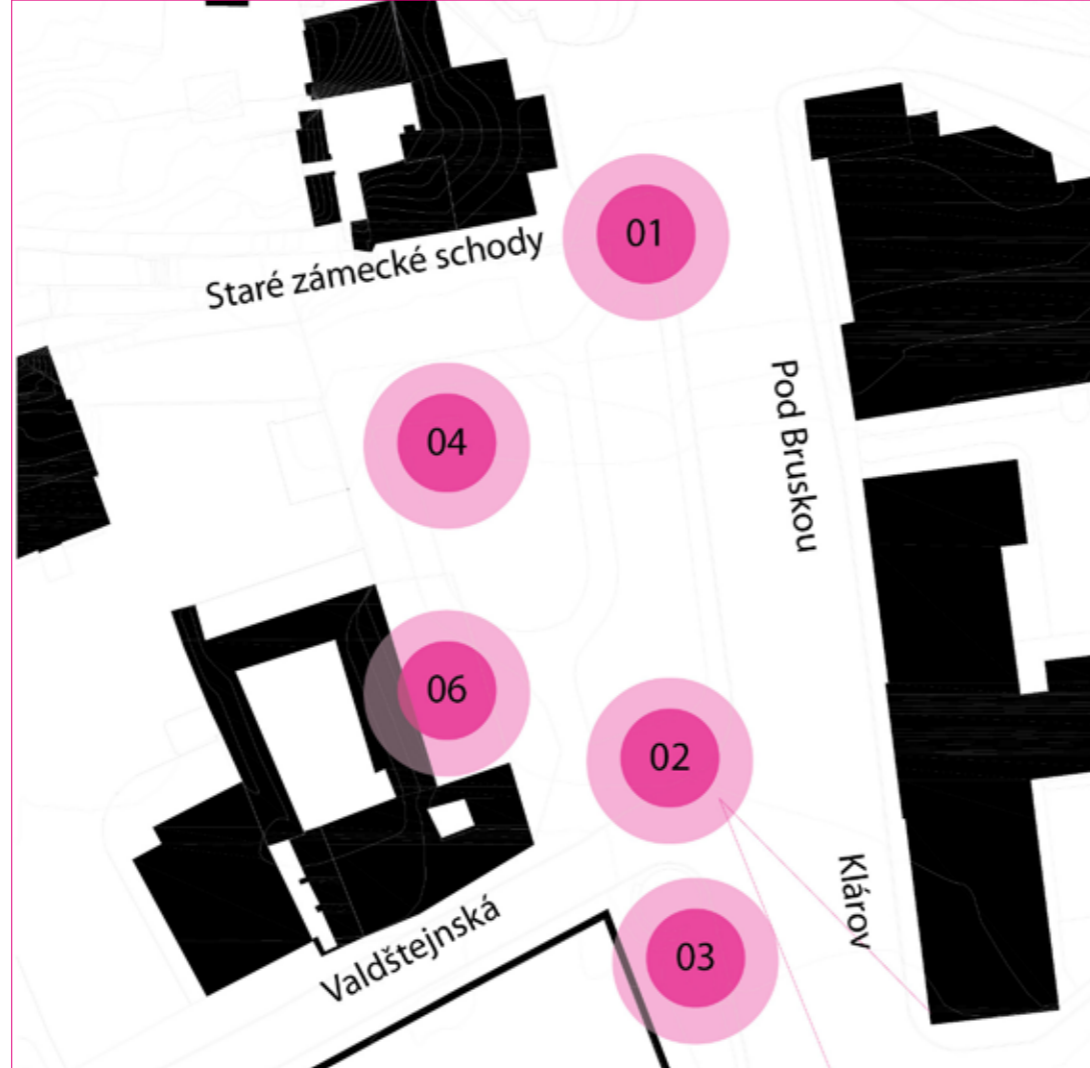 01
Staré zámecké schody
Pod Bruskou
04
06
02
Klárov
Valdštejnská
03